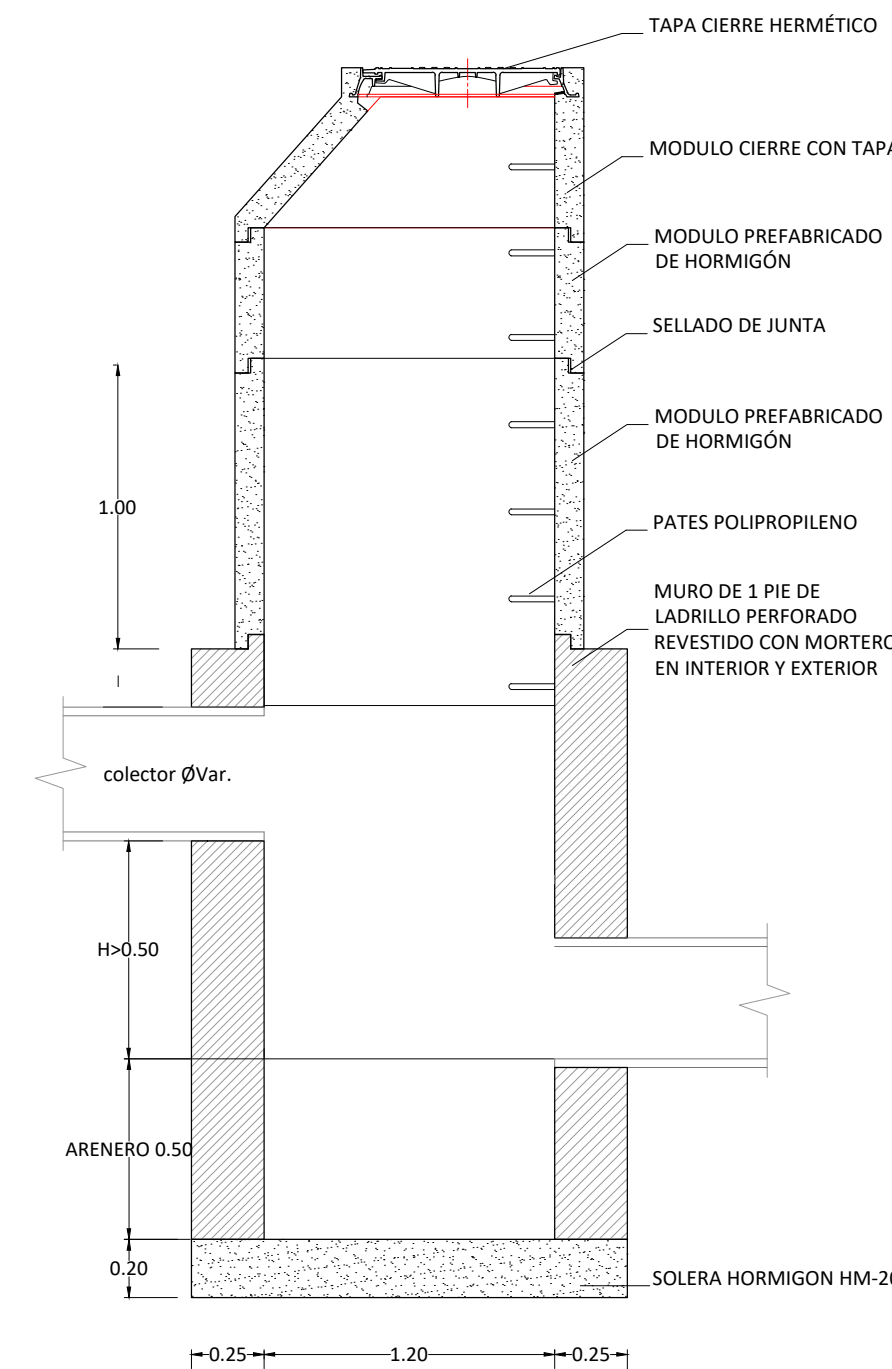 TAPA CIERRE HERMÉTICO
MODULO CIERRE CON TAPA
MODULO PREFABRICADO
DE HORMIGÓN
SELLADO DE JUNTA
MODULO PREFABRICADO
DE HORMIGÓN
1.00
PATES POLIPROPILENO
MURO DE 1 PIE DE
LADRILLO PERFORADO
REVESTIDO CON MORTERO
EN INTERIOR Y EXTERIOR
colector ØVar.
H>0.50
ARENERO 0.50
0.20
SOLERA HORMIGON HM-20
0.25
1.20
0.25